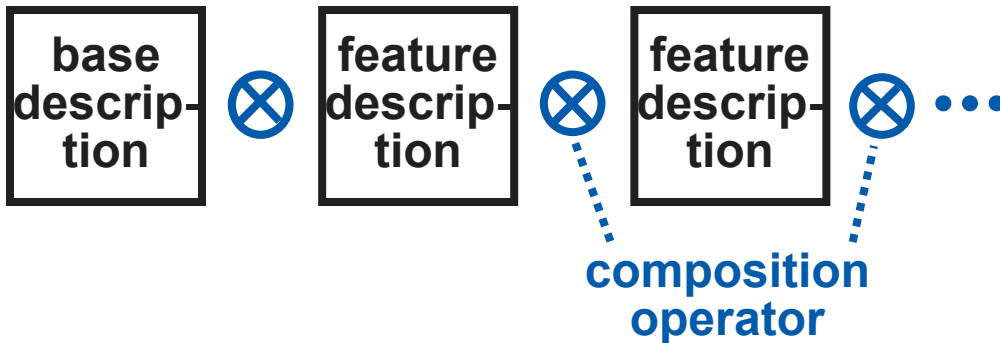 base
descrip-
tion
feature
descrip-
tion
feature
descrip-
tion
composition
operator